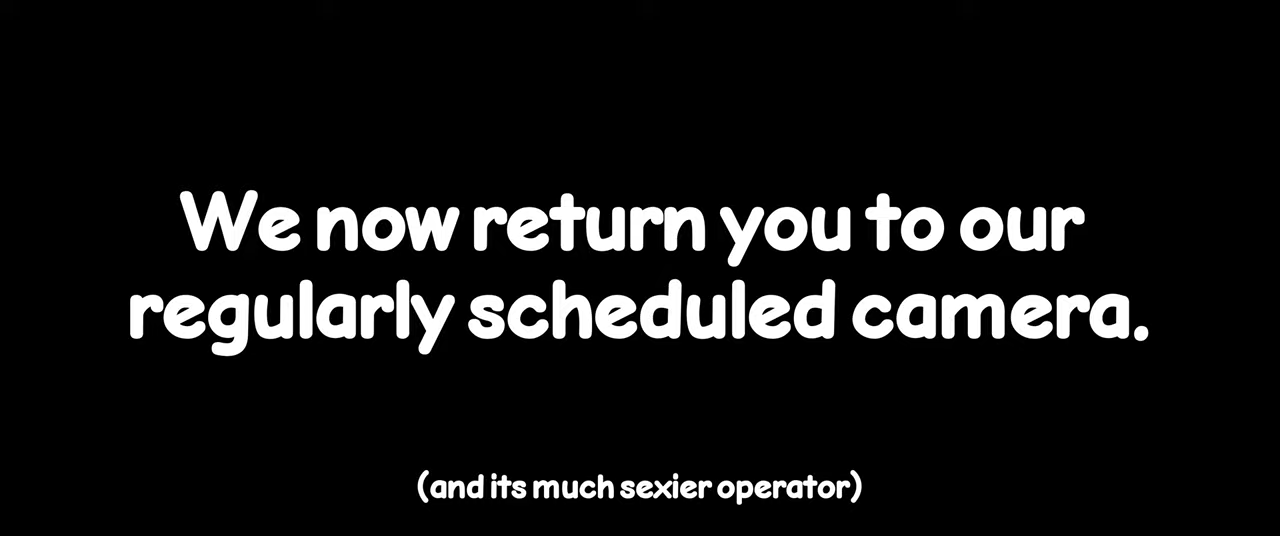 We now return you to our
regularly scheduled camera.
(and its much sexier operator)